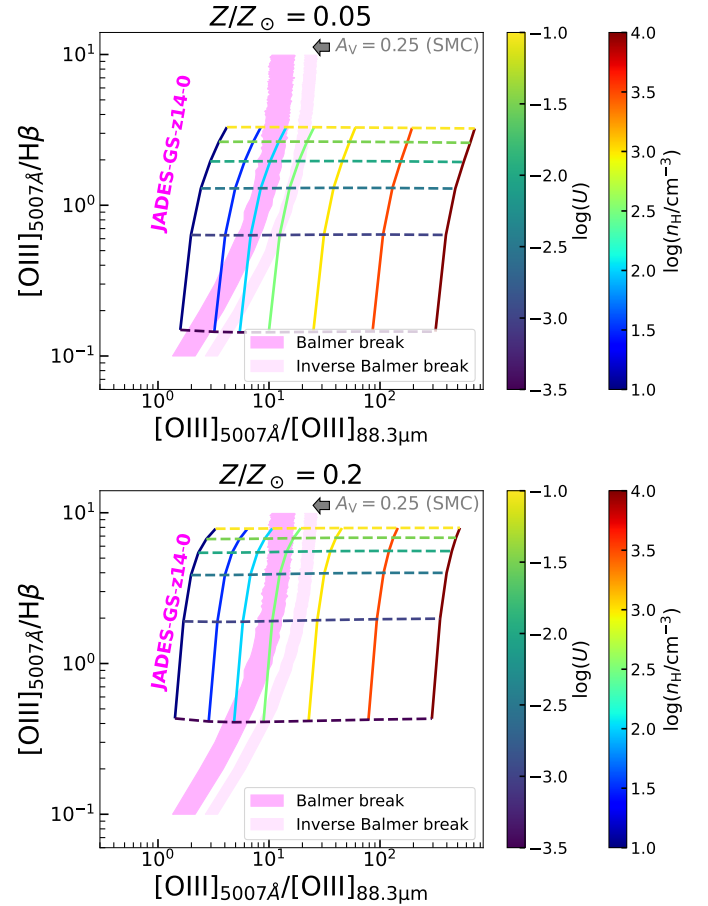 Z/Z☉ = 0.05
A_V = 0.25 (SMC)
JADES-GS-z14-0
[OIII]5007Å/Hβ
10¹
10⁰
10⁻¹
Balmer break
Inverse Balmer break
10⁰ 10¹ 10²
[OIII]5007Å/[OIII]88.3μm
−1.0
−1.5
−2.0
−2.5
−3.0
−3.5
log(U)
4.0
3.5
3.0
2.5
2.0
1.5
1.0
log(n_H/cm⁻³)
Z/Z☉ = 0.2
A_V = 0.25 (SMC)
JADES-GS-z14-0
[OIII]5007Å/Hβ
10¹
10⁰
10⁻¹
Balmer break
Inverse Balmer break
10⁰ 10¹ 10²
[OIII]5007Å/[OIII]88.3μm
−1.0
−1.5
−2.0
−2.5
−3.0
−3.5
log(U)
4.0
3.5
3.0
2.5
2.0
1.5
1.0
log(n_H/cm⁻³)